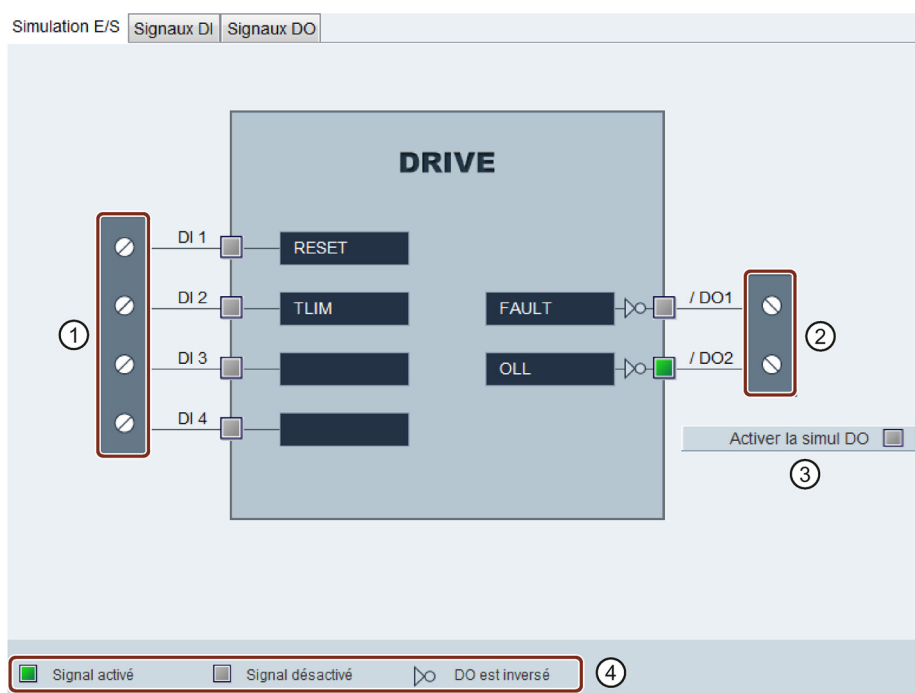 Simulation E/S Signaux DI Signaux DO
DRIVE
DI 1 RESET
DI 2 TLIM FAULT / DO1
1 DI 3 OLL / DO2 2
DI 4
Activer la simul DO
3
Signal activé Signal désactivé DO est inversé 4